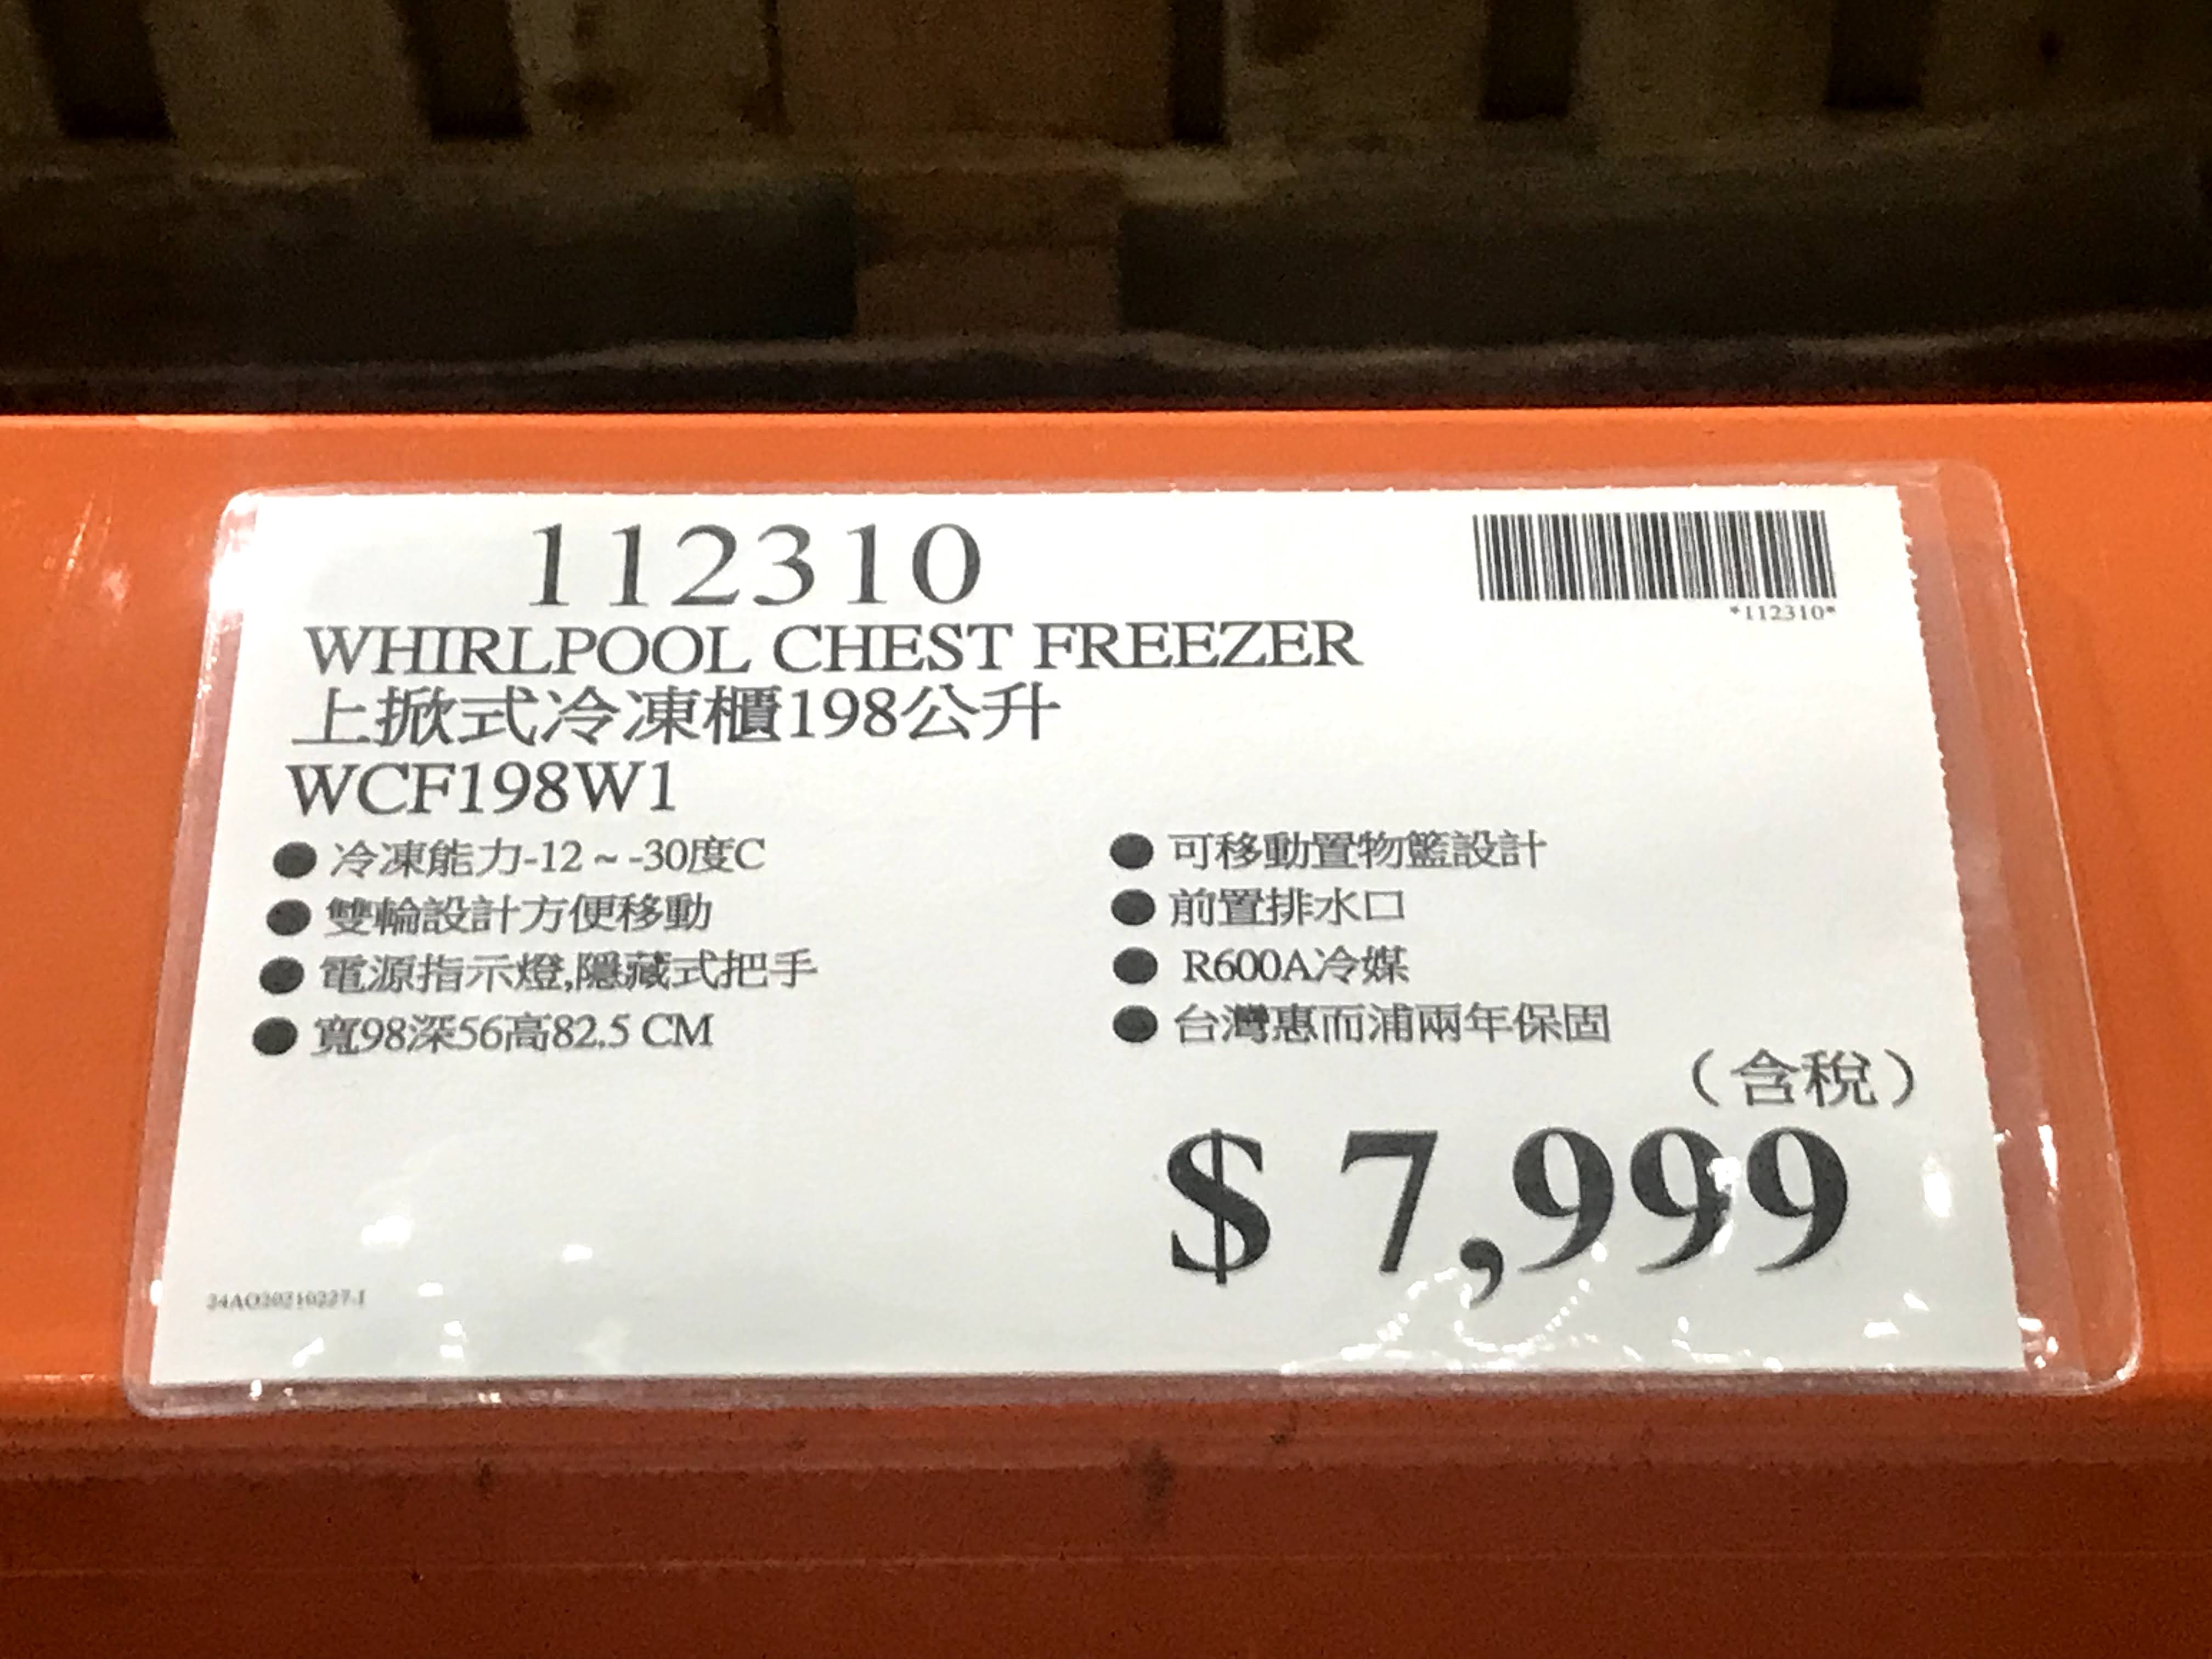 112310
*112310*
WHIRLPOOL CHEST FREEZER
上掀式冷凍櫃198公升
WCF198W1
● 冷凍能力-12 ~ -30度C
● 雙輪設計方便移動
● 電源指示燈,隱藏式把手
● 寬98深56高82.5 CM
● 可移動置物籃設計
● 前置排水口
● R600A冷媒
● 台灣惠而浦兩年保固
（含稅）
$ 7,999